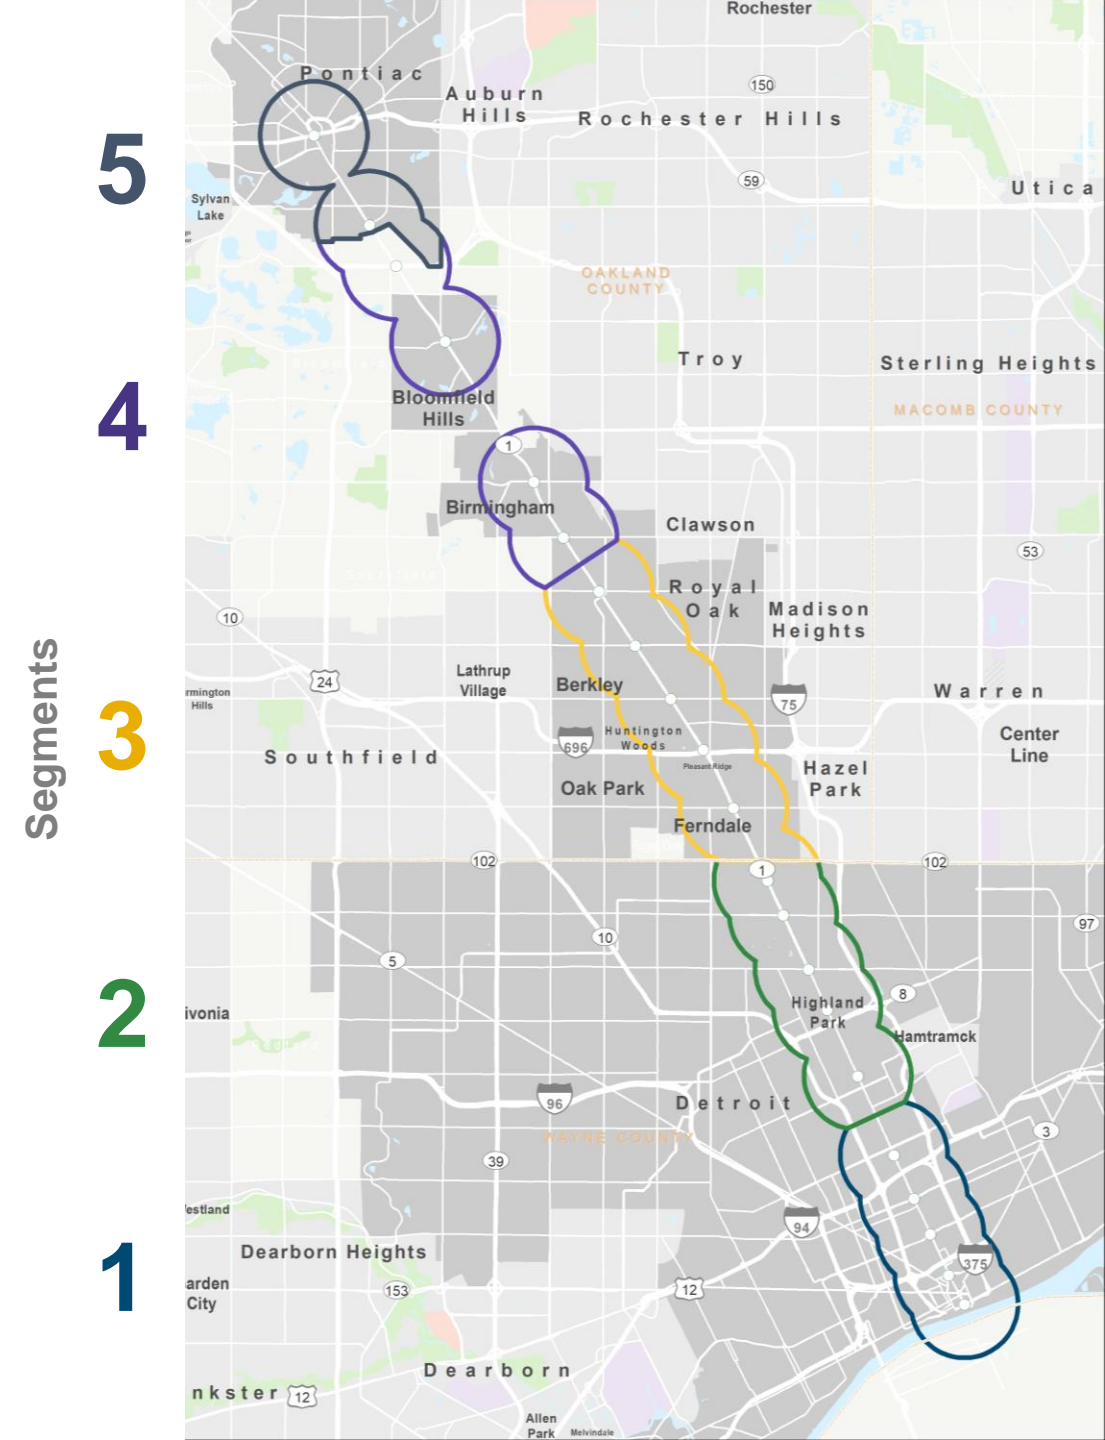 Rochester
Pontiac
150
Auburn
Hills
Rochester Hills
5
59
Sylvan
Lake
Utica
OAKLAND
COUNTY
Troy
Sterling Heights
4
Bloomfield
Hills
MACOMB COUNTY
1
Birmingham
Clawson
53
Royal
Oak
Madison
Heights
10
Segments
24
Lathrup
Village
Berkley
rmington
Hills
75
Warren
3
Huntington
Woods
696
Center
Line
Southfield
Pleasant Ridge
Hazel
Park
Oak Park
Ferndale
102
1
102
97
10
5
2
8
Highland
Park
ivonia
Hamtramck
96
Detroit
3
WAYNE COUNTY
39
estland
94
1
Dearborn Heights
375
arden
City
153
12
Dearborn
nkster
12
Allen
Park
Melvindale